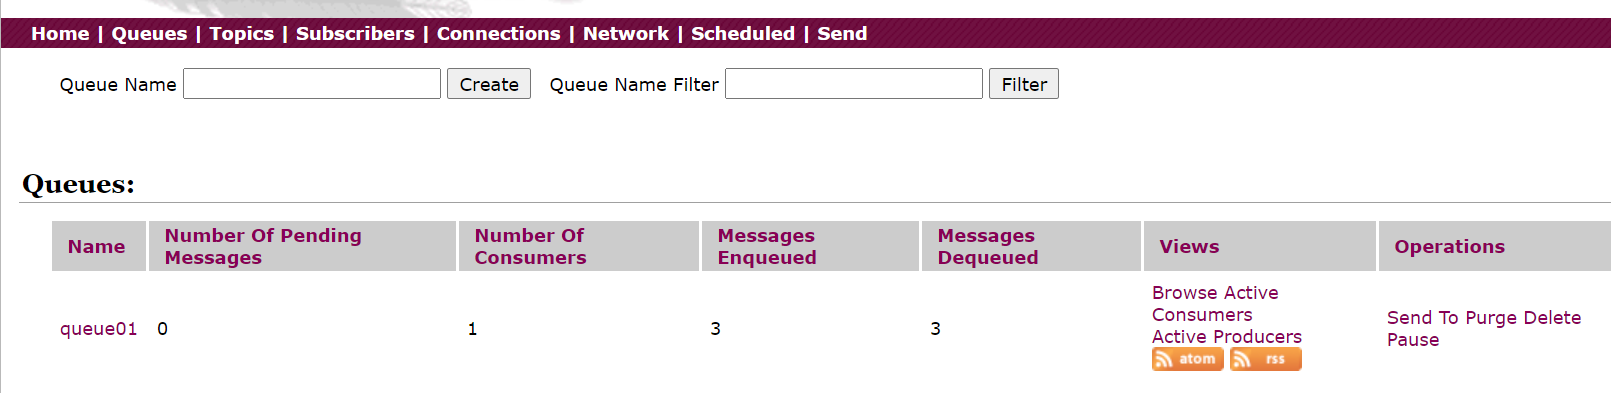 Home | Queues | Topics | Subscribers | Connections | Network | Scheduled | Send
Queue Name Create Queue Name Filter Filter
Queues:
Name
Number Of Pending
Messages
Number Of
Consumers
Messages
Enqueued
Messages
Dequeued
Views
Operations
queue01
0
1
3
3
Browse Active
Consumers
Active Producers
atom rss
Send To Purge Delete
Pause